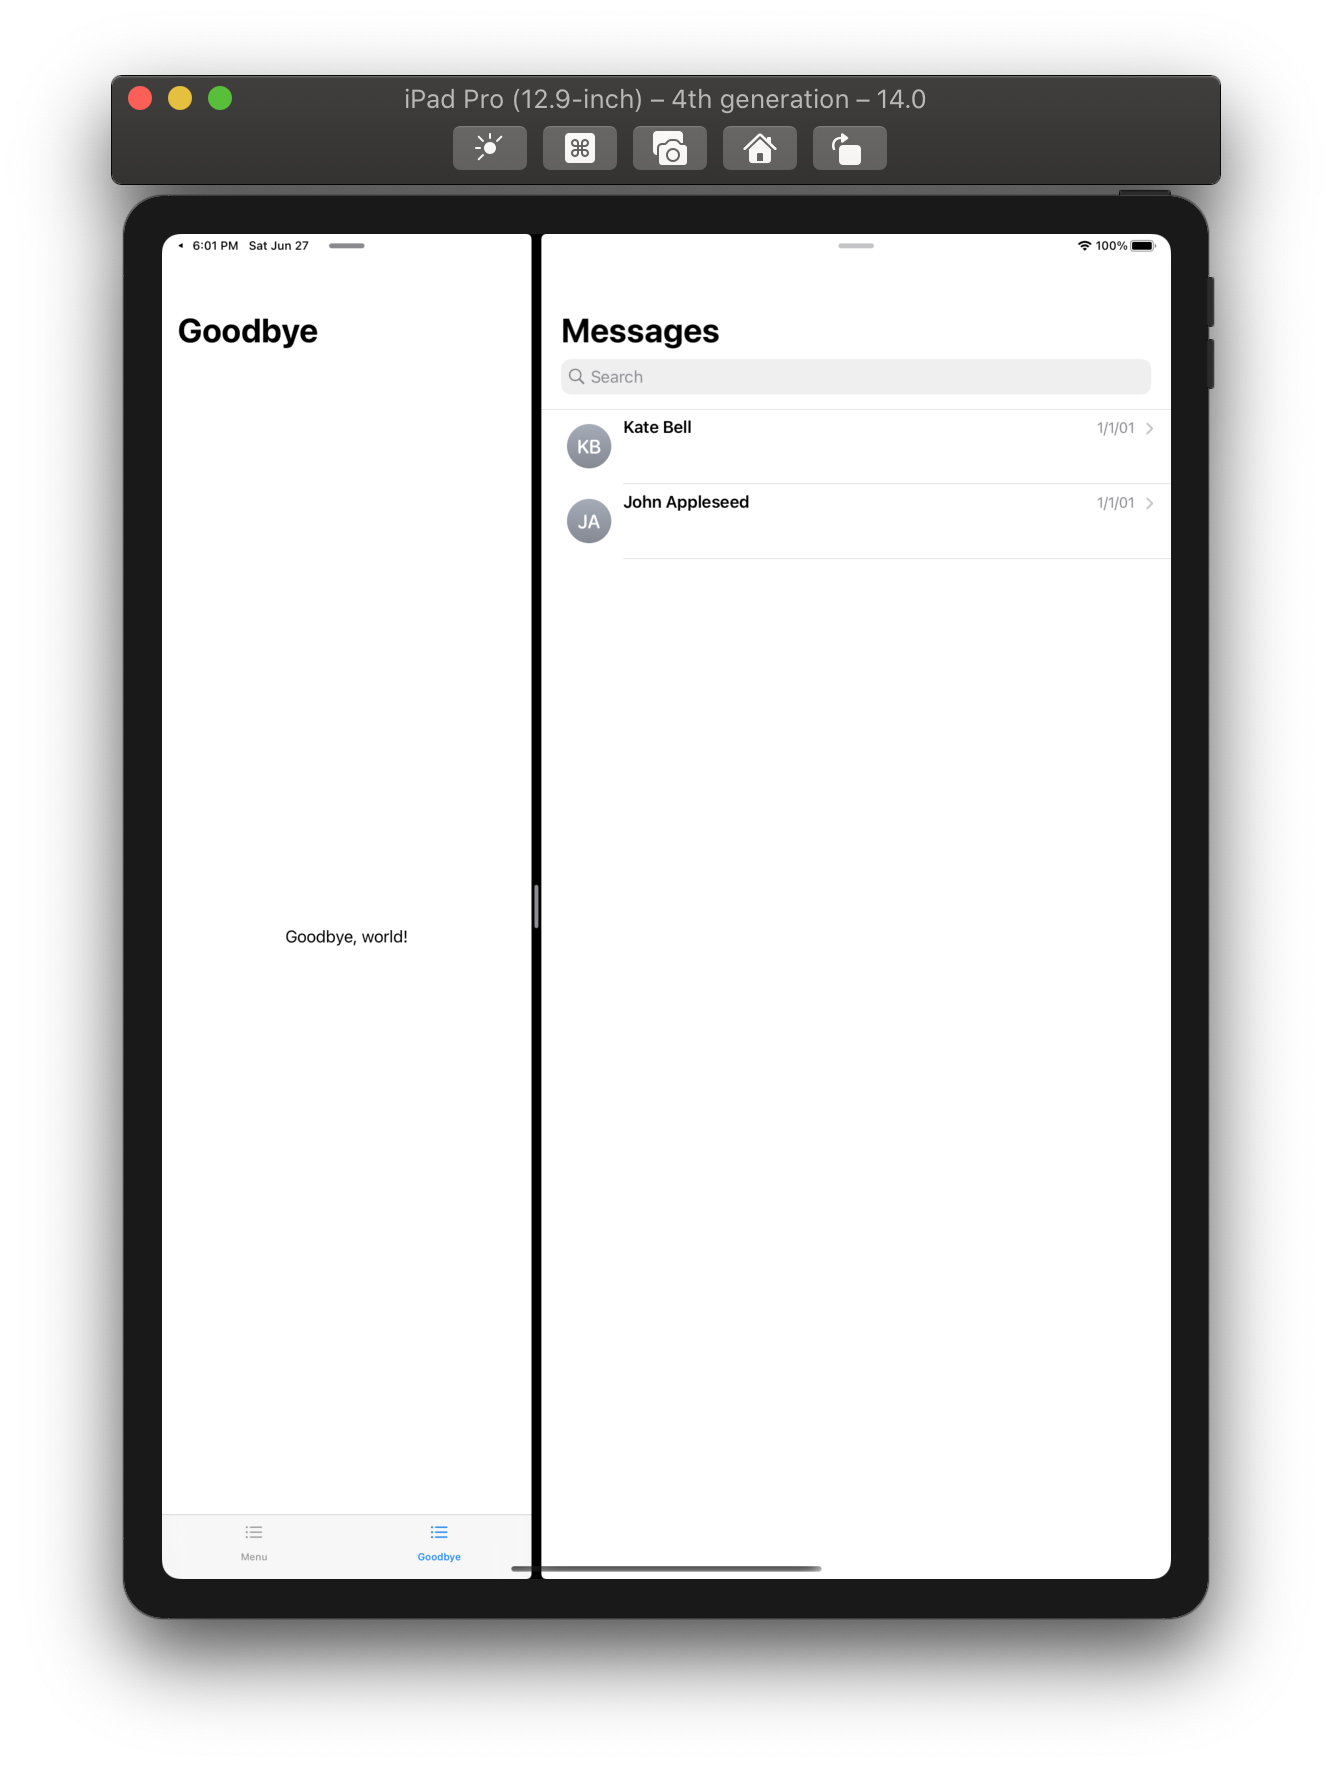 iPad Pro (12.9-inch) – 4th generation – 14.0
6:01 PM Sat Jun 27
100%
Goodbye
Goodbye, world!
Menu
Goodbye
Messages
Search
KB
Kate Bell
1/1/01
JA
John Appleseed
1/1/01